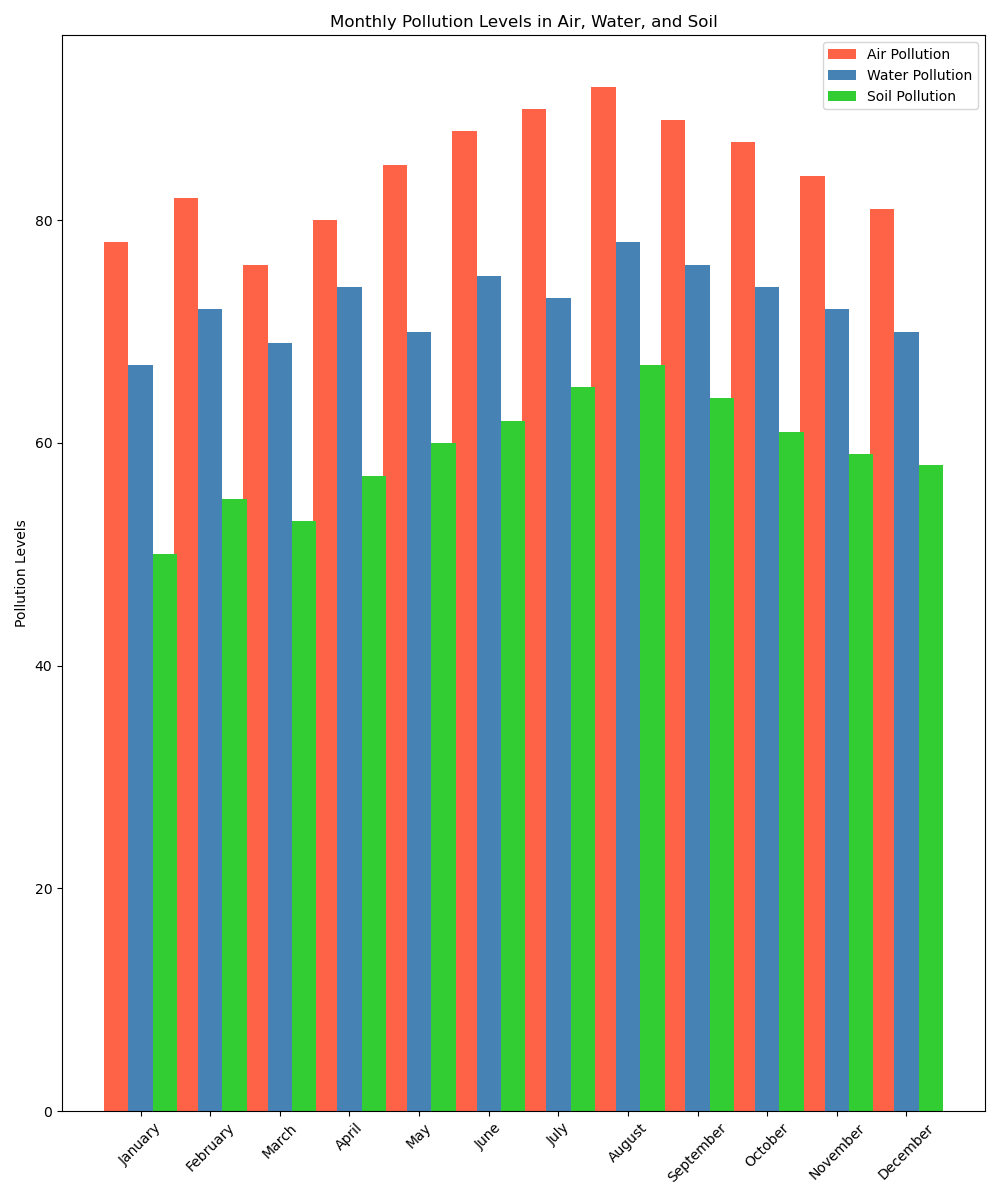 Monthly Pollution Levels in Air, Water, and Soil
Air Pollution
Water Pollution
Soil Pollution
Pollution Levels
80
60
40
20
0
January
February
March
April
May
June
July
August
September
October
November
December